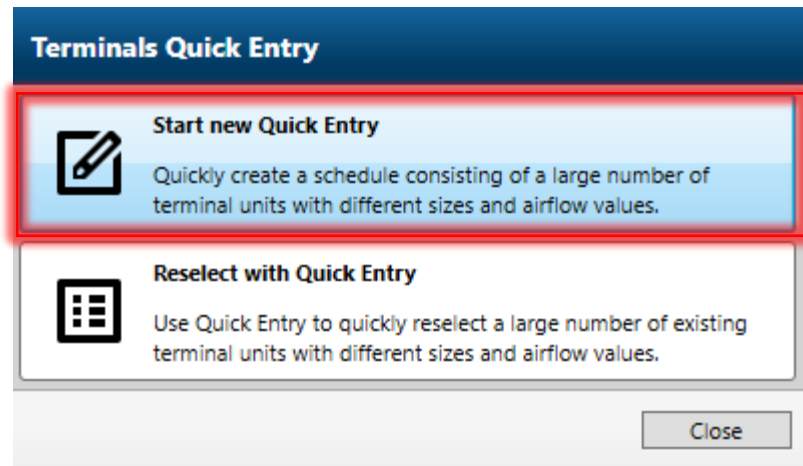 Terminals Quick Entry
Start new Quick Entry
Quickly create a schedule consisting of a large number of
terminal units with different sizes and airflow values.
Reselect with Quick Entry
Use Quick Entry to quickly reselect a large number of existing
terminal units with different sizes and airflow values.
Close